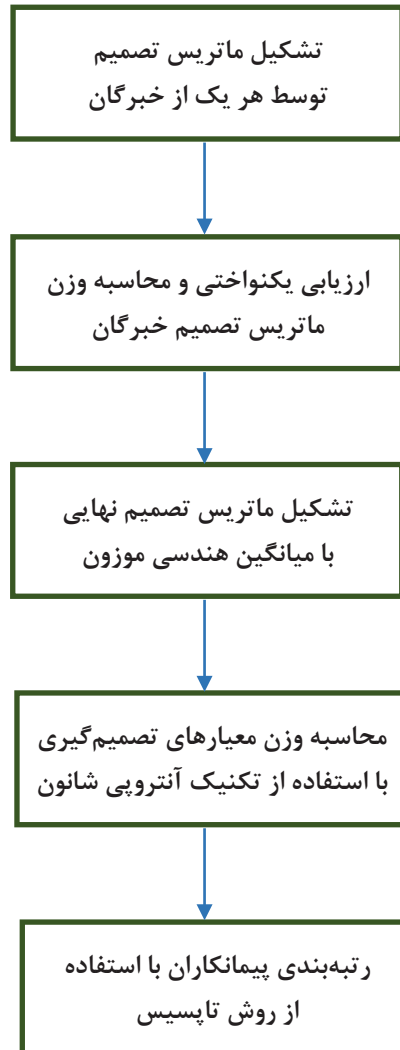 تشکیل ماتریس تصمیم
توسط هر یک از خبرگان
ارزیابی یکنواختی و محاسبه وزن
ماتریس تصمیم خبرگان
تشکیل ماتریس تصمیم نهایی
با میانگین هندسی موزون
محاسبه وزن معیارهای تصمیم‌گیری
با استفاده از تکنیک آنتروپی شانون
رتبه‌بندی پیمانکاران با استفاده
از روش تاپسیس